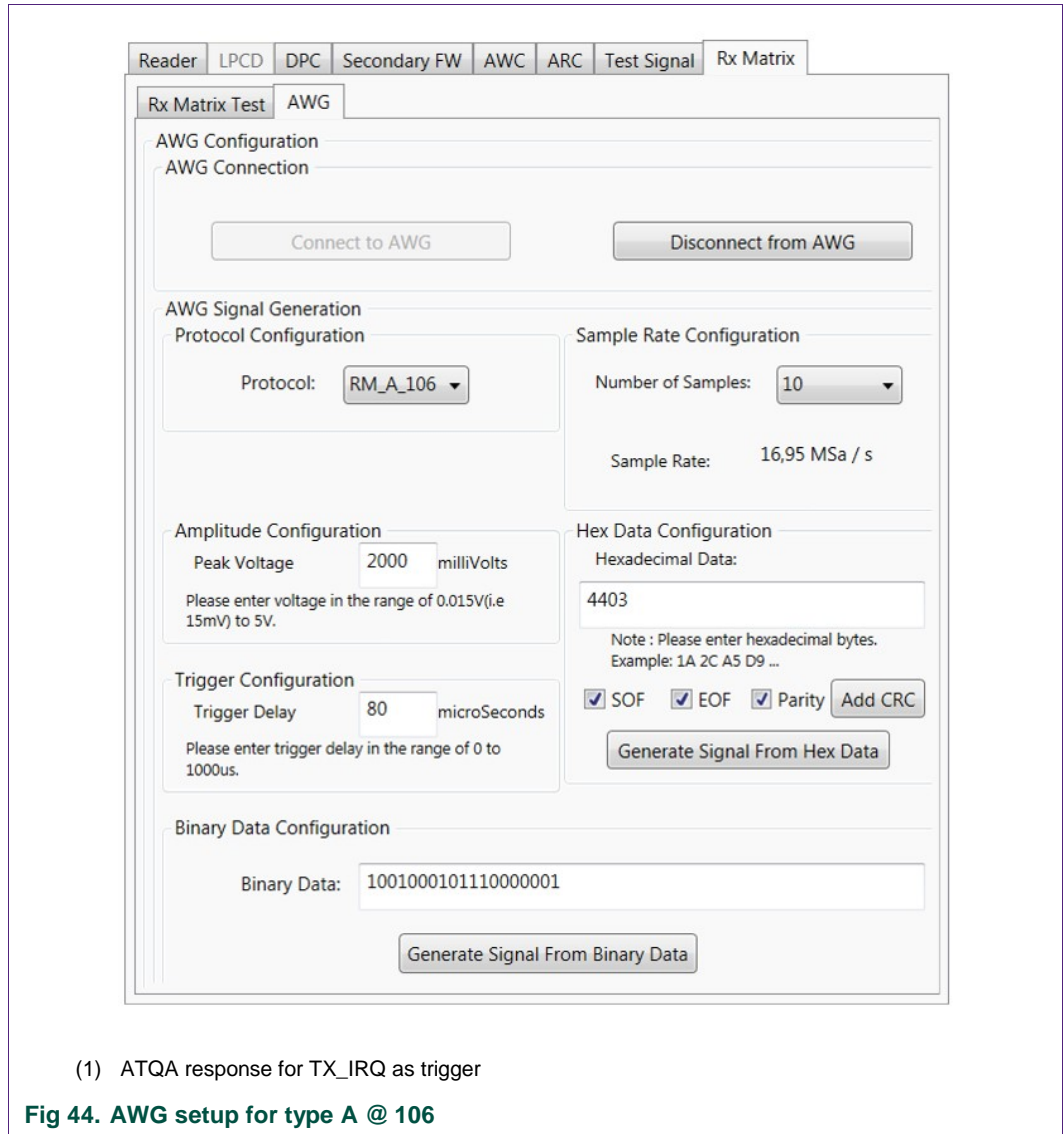 Reader LPCD DPC Secondary FW AWC ARC Test Signal Rx Matrix
Rx Matrix Test AWG
AWG Configuration
AWG Connection
Connect to AWG Disconnect from AWG
AWG Signal Generation
Protocol Configuration
Protocol: RM_A_106
Sample Rate Configuration
Number of Samples: 10
Sample Rate: 16,95 MSa / s
Amplitude Configuration
Peak Voltage 2000 milliVolts
Please enter voltage in the range of 0.015V(i.e
15mV) to 5V.
Hex Data Configuration
Hexadecimal Data:
4403
Note : Please enter hexadecimal bytes.
Example: 1A 2C A5 D9 ...
SOF EOF Parity Add CRC
Generate Signal From Hex Data
Trigger Configuration
Trigger Delay 80 microSeconds
Please enter trigger delay in the range of 0 to
1000us.
Binary Data Configuration
Binary Data: 1001000101110000001
Generate Signal From Binary Data
(1) ATQA response for TX_IRQ as trigger
Fig 44. AWG setup for type A @ 106